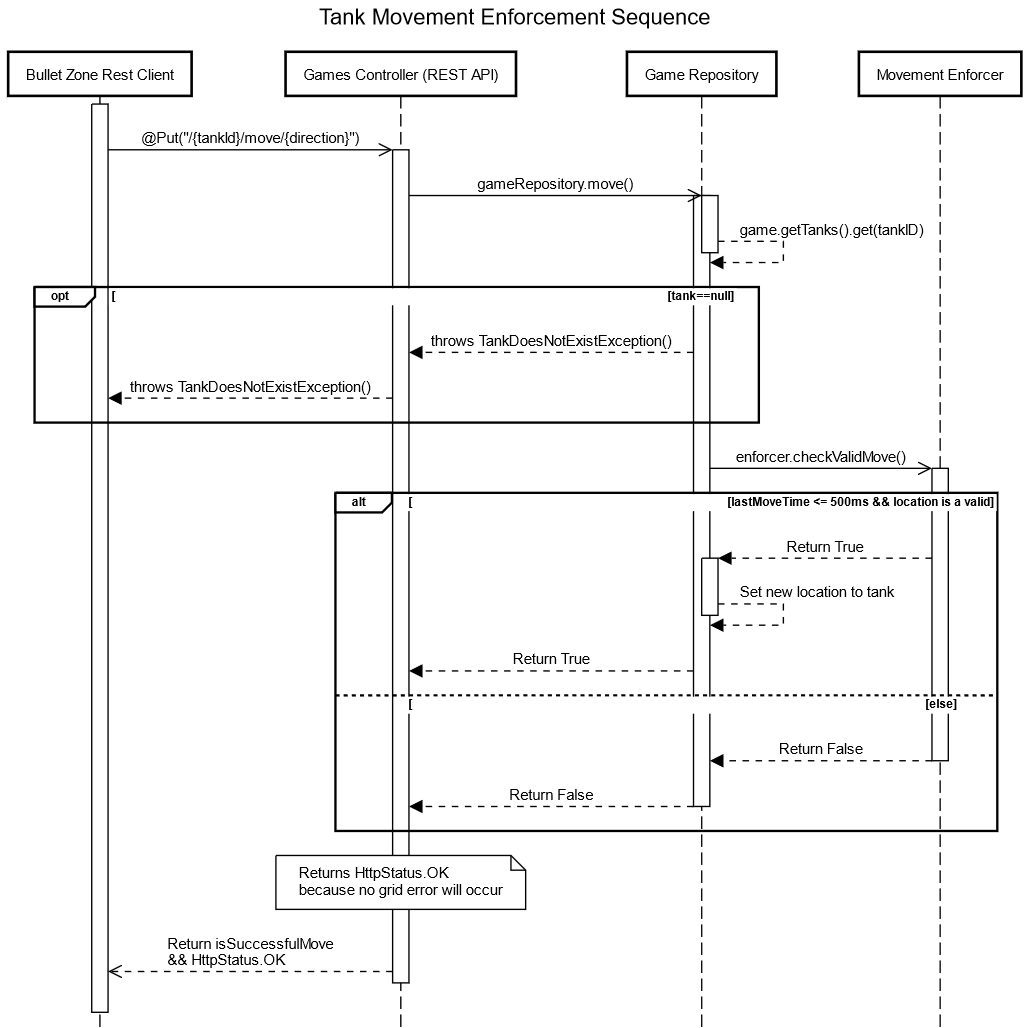 Tank Movement Enforcement Sequence
Bullet Zone Rest Client
Games Controller (REST API)
Game Repository
Movement Enforcer
@Put("/{tankId}/move/{direction}")
gameRepository.move()
game.getTanks().get(tankID)
opt
[
[tank==null]
throws TankDoesNotExistException()
throws TankDoesNotExistException()
enforcer.checkValidMove()
alt
[
[lastMoveTime <= 500ms && location is a valid]
Return True
Set new location to tank
Return True
[
[else]
Return False
Return False
Returns HttpStatus.OK
because no grid error will occur
Return isSuccessfulMove
&& HttpStatus.OK